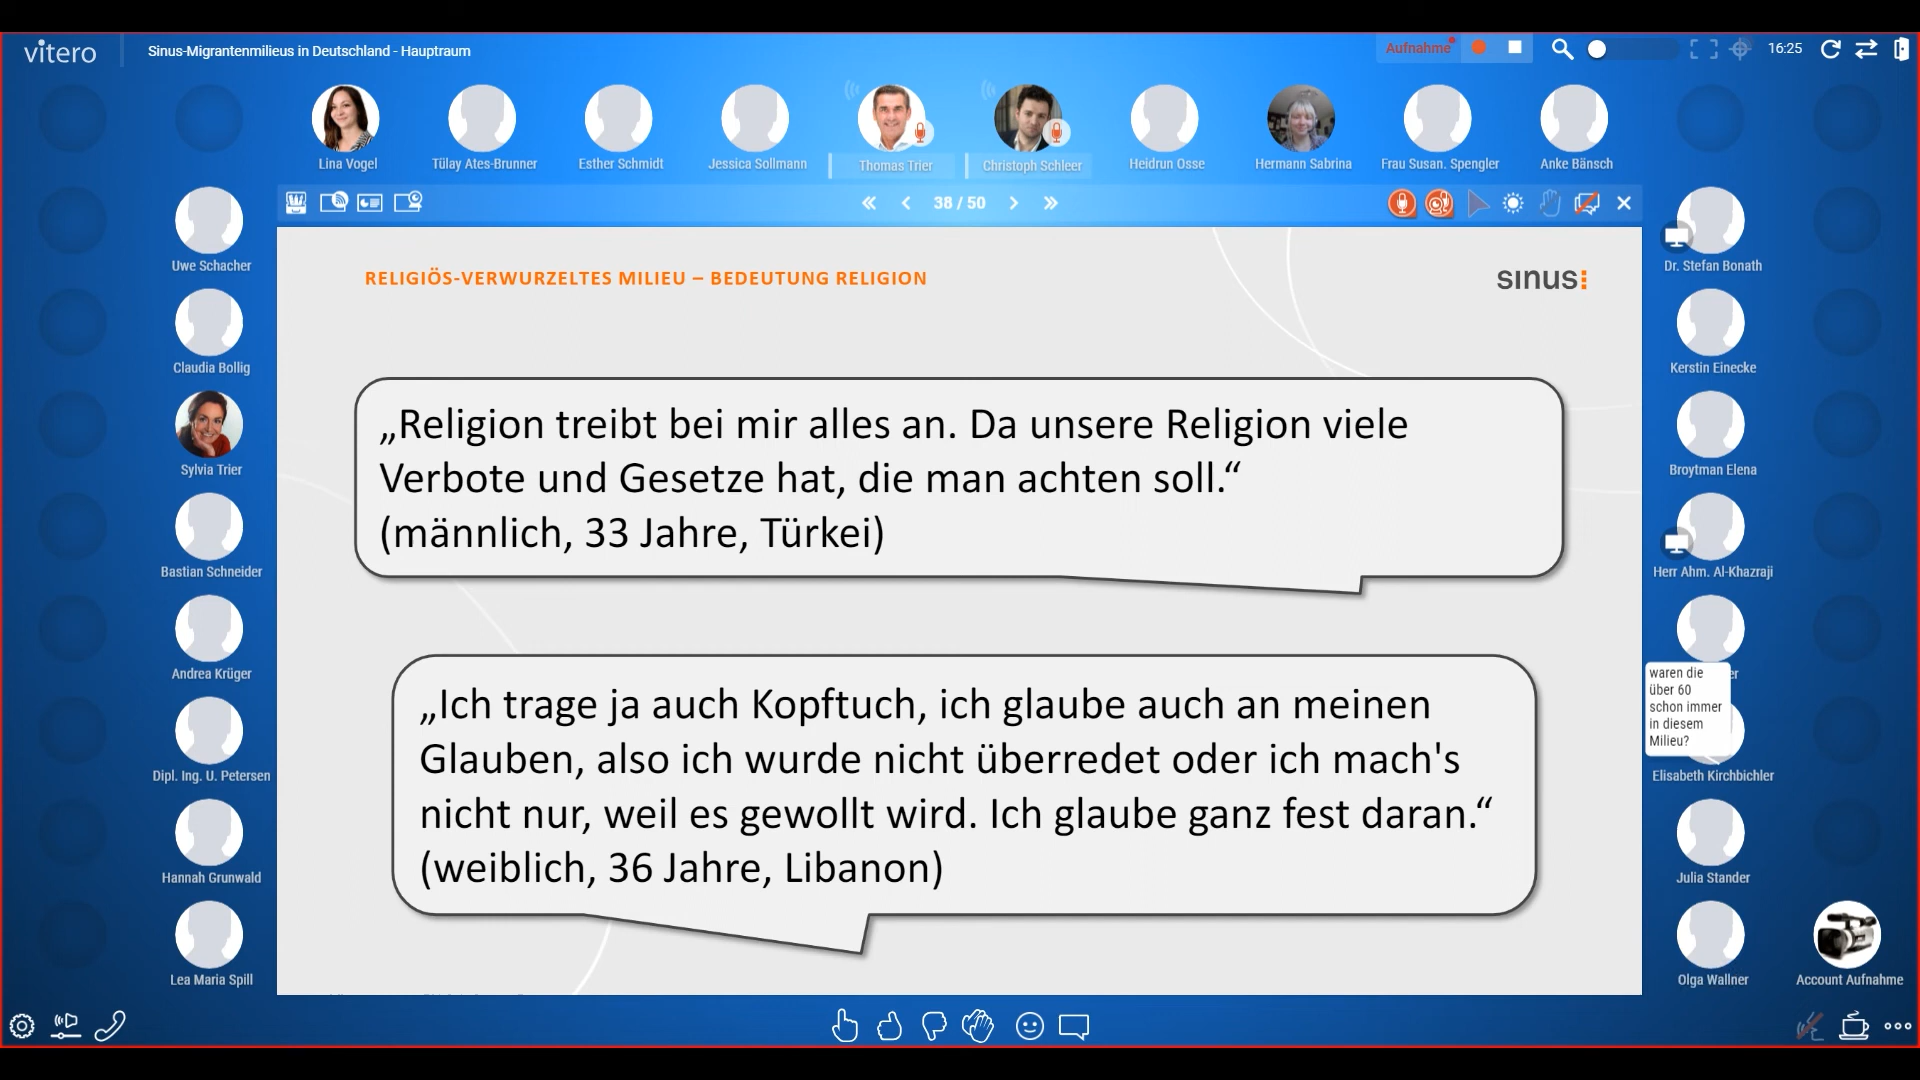 vitero
Sinus-Migrantenmilieus in Deutschland - Hauptraum
Aufnahme
16:25
Lina Vogel
Tülay Ates-Brunner
Esther Schmidt
Jessica Sollmann
Thomas Trier
Christoph Schleer
Heidrun Osse
Hermann Sabrina
Frau Susan. Spengler
Anke Bänsch
38 / 50
Uwe Schacher
Claudia Bollig
Sylvia Trier
Bastian Schneider
Andrea Krüger
Dipl. Ing. U. Petersen
Hannah Grunwald
Lea Maria Spill
RELIGIÖS-VERWURZELTES MILIEU – BEDEUTUNG RELIGION
sınus:
„Religion treibt bei mir alles an. Da unsere Religion viele
Verbote und Gesetze hat, die man achten soll.“
(männlich, 33 Jahre, Türkei)
„Ich trage ja auch Kopftuch, ich glaube auch an meinen
Glauben, also ich wurde nicht überredet oder ich mach's
nicht nur, weil es gewollt wird. Ich glaube ganz fest daran.“
(weiblich, 36 Jahre, Libanon)
Dr. Stefan Bonath
Kerstin Einecke
Broytman Elena
Herr Ahm. Al-Khazraji
waren die
über 60
schon immer
in diesem
Milieu?
Elisabeth Kirchbichler
Julia Stander
Olga Wallner
Account Aufnahme